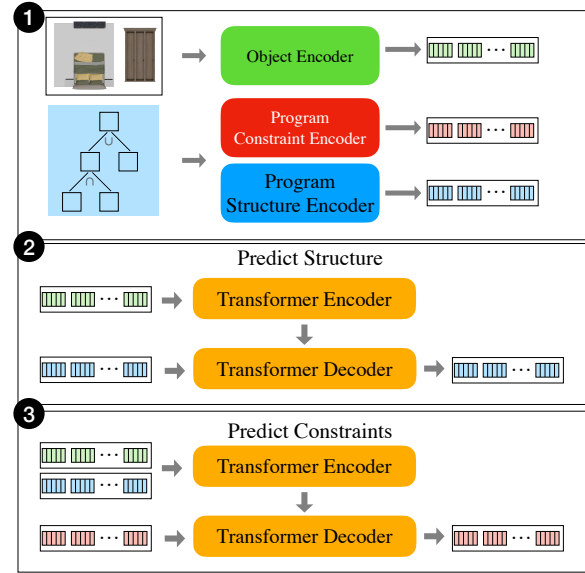 1
Object Encoder
Program
Constraint Encoder
Program
Structure Encoder
2
Predict Structure
Transformer Encoder
Transformer Decoder
3
Predict Constraints
Transformer Encoder
Transformer Decoder